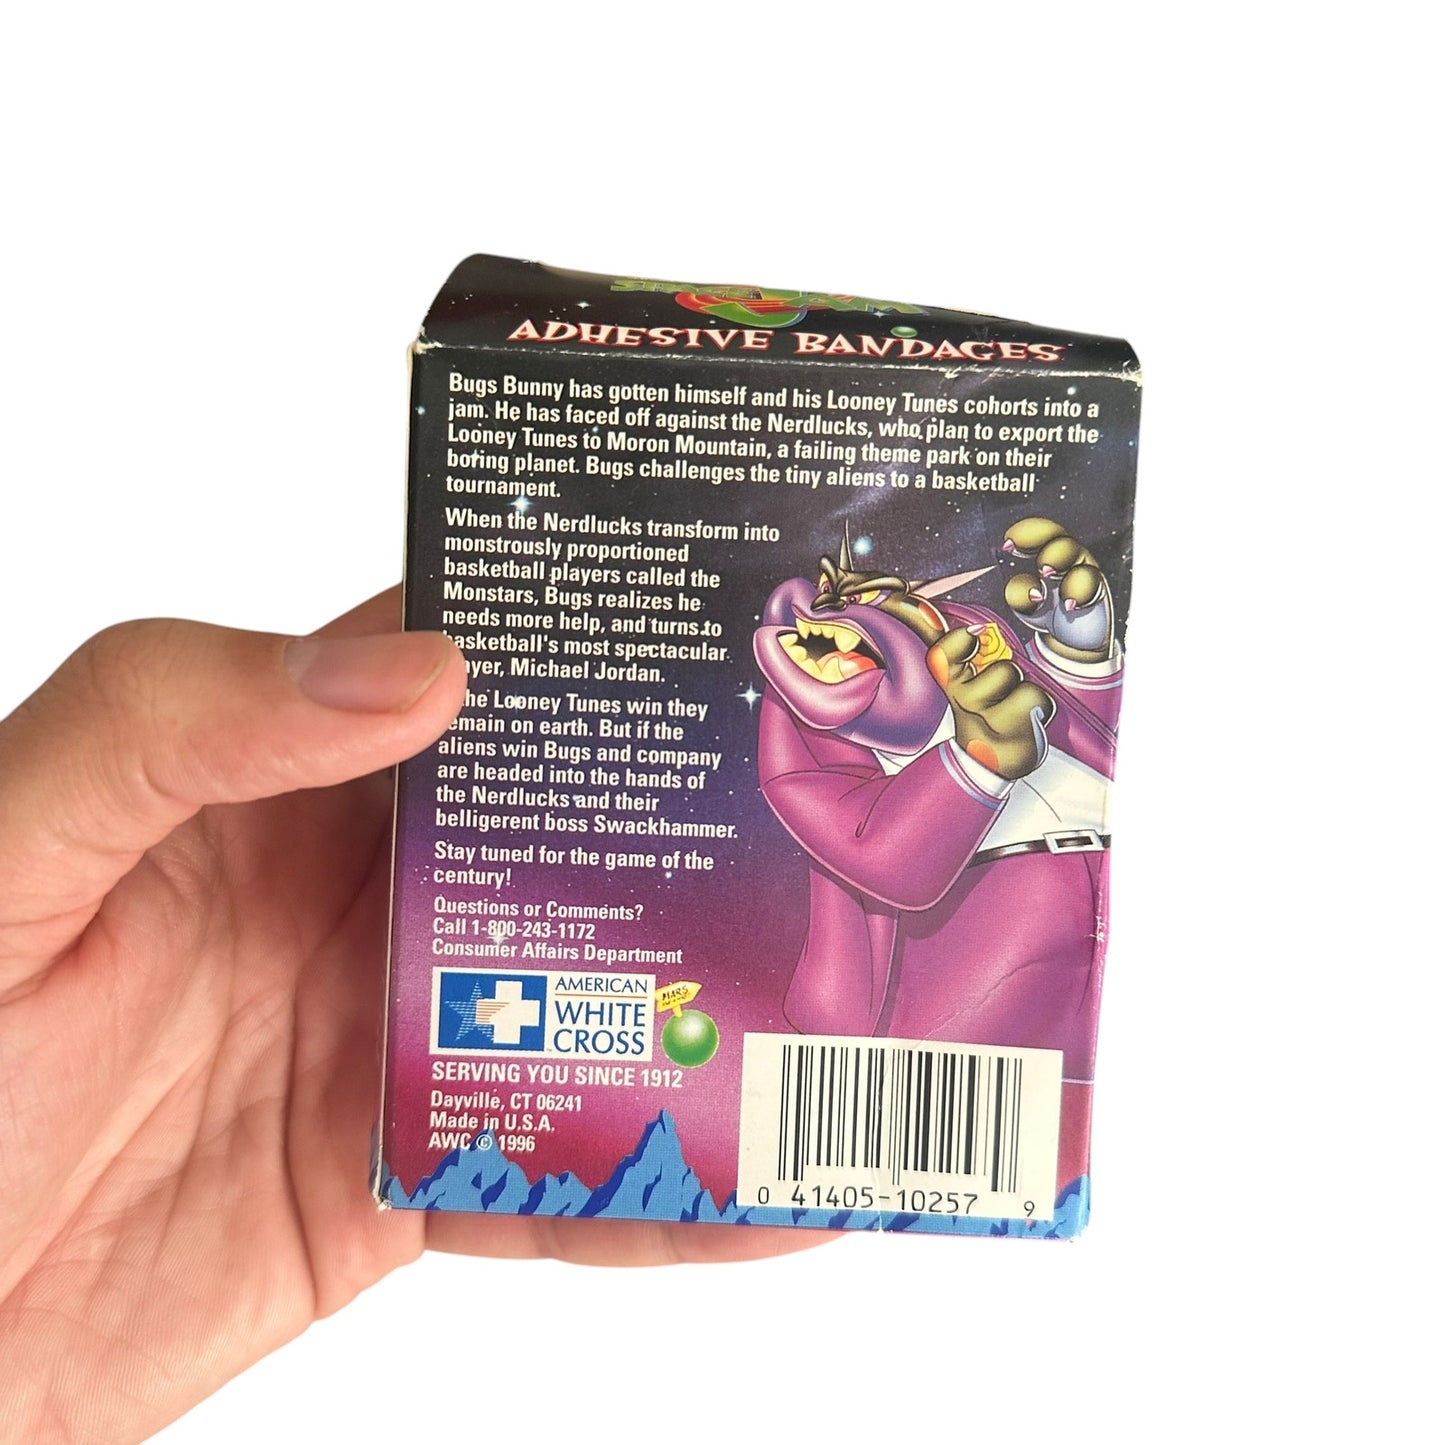 SPACE JAM
ADHESIVE BANDAGES
Bugs Bunny has gotten himself and his Looney Tunes cohorts into a
jam. He has faced off against the Nerdlucks, who plan to export the
Looney Tunes to Moron Mountain, a failing theme park on their
boring planet. Bugs challenges the tiny aliens to a basketball
tournament.
When the Nerdlucks transform into
monstrously proportioned
basketball players called the
Monstars, Bugs realizes he
needs more help, and turns to
basketball's most spectacular
ayer, Michael Jordan.
he Looney Tunes win they
emain on earth. But if the
aliens win Bugs and company
are headed into the hands of
the Nerdlucks and their
belligerent boss Swackhammer.
Stay tuned for the game of the
century!
Questions or Comments?
Call 1-800-243-1172
Consumer Affairs Department
AMERICAN
WHITE
CROSS
MARS
SERVING YOU SINCE 1912
Dayville, CT 06241
Made in U.S.A.
AWC © 1996
0 41405-10257 9